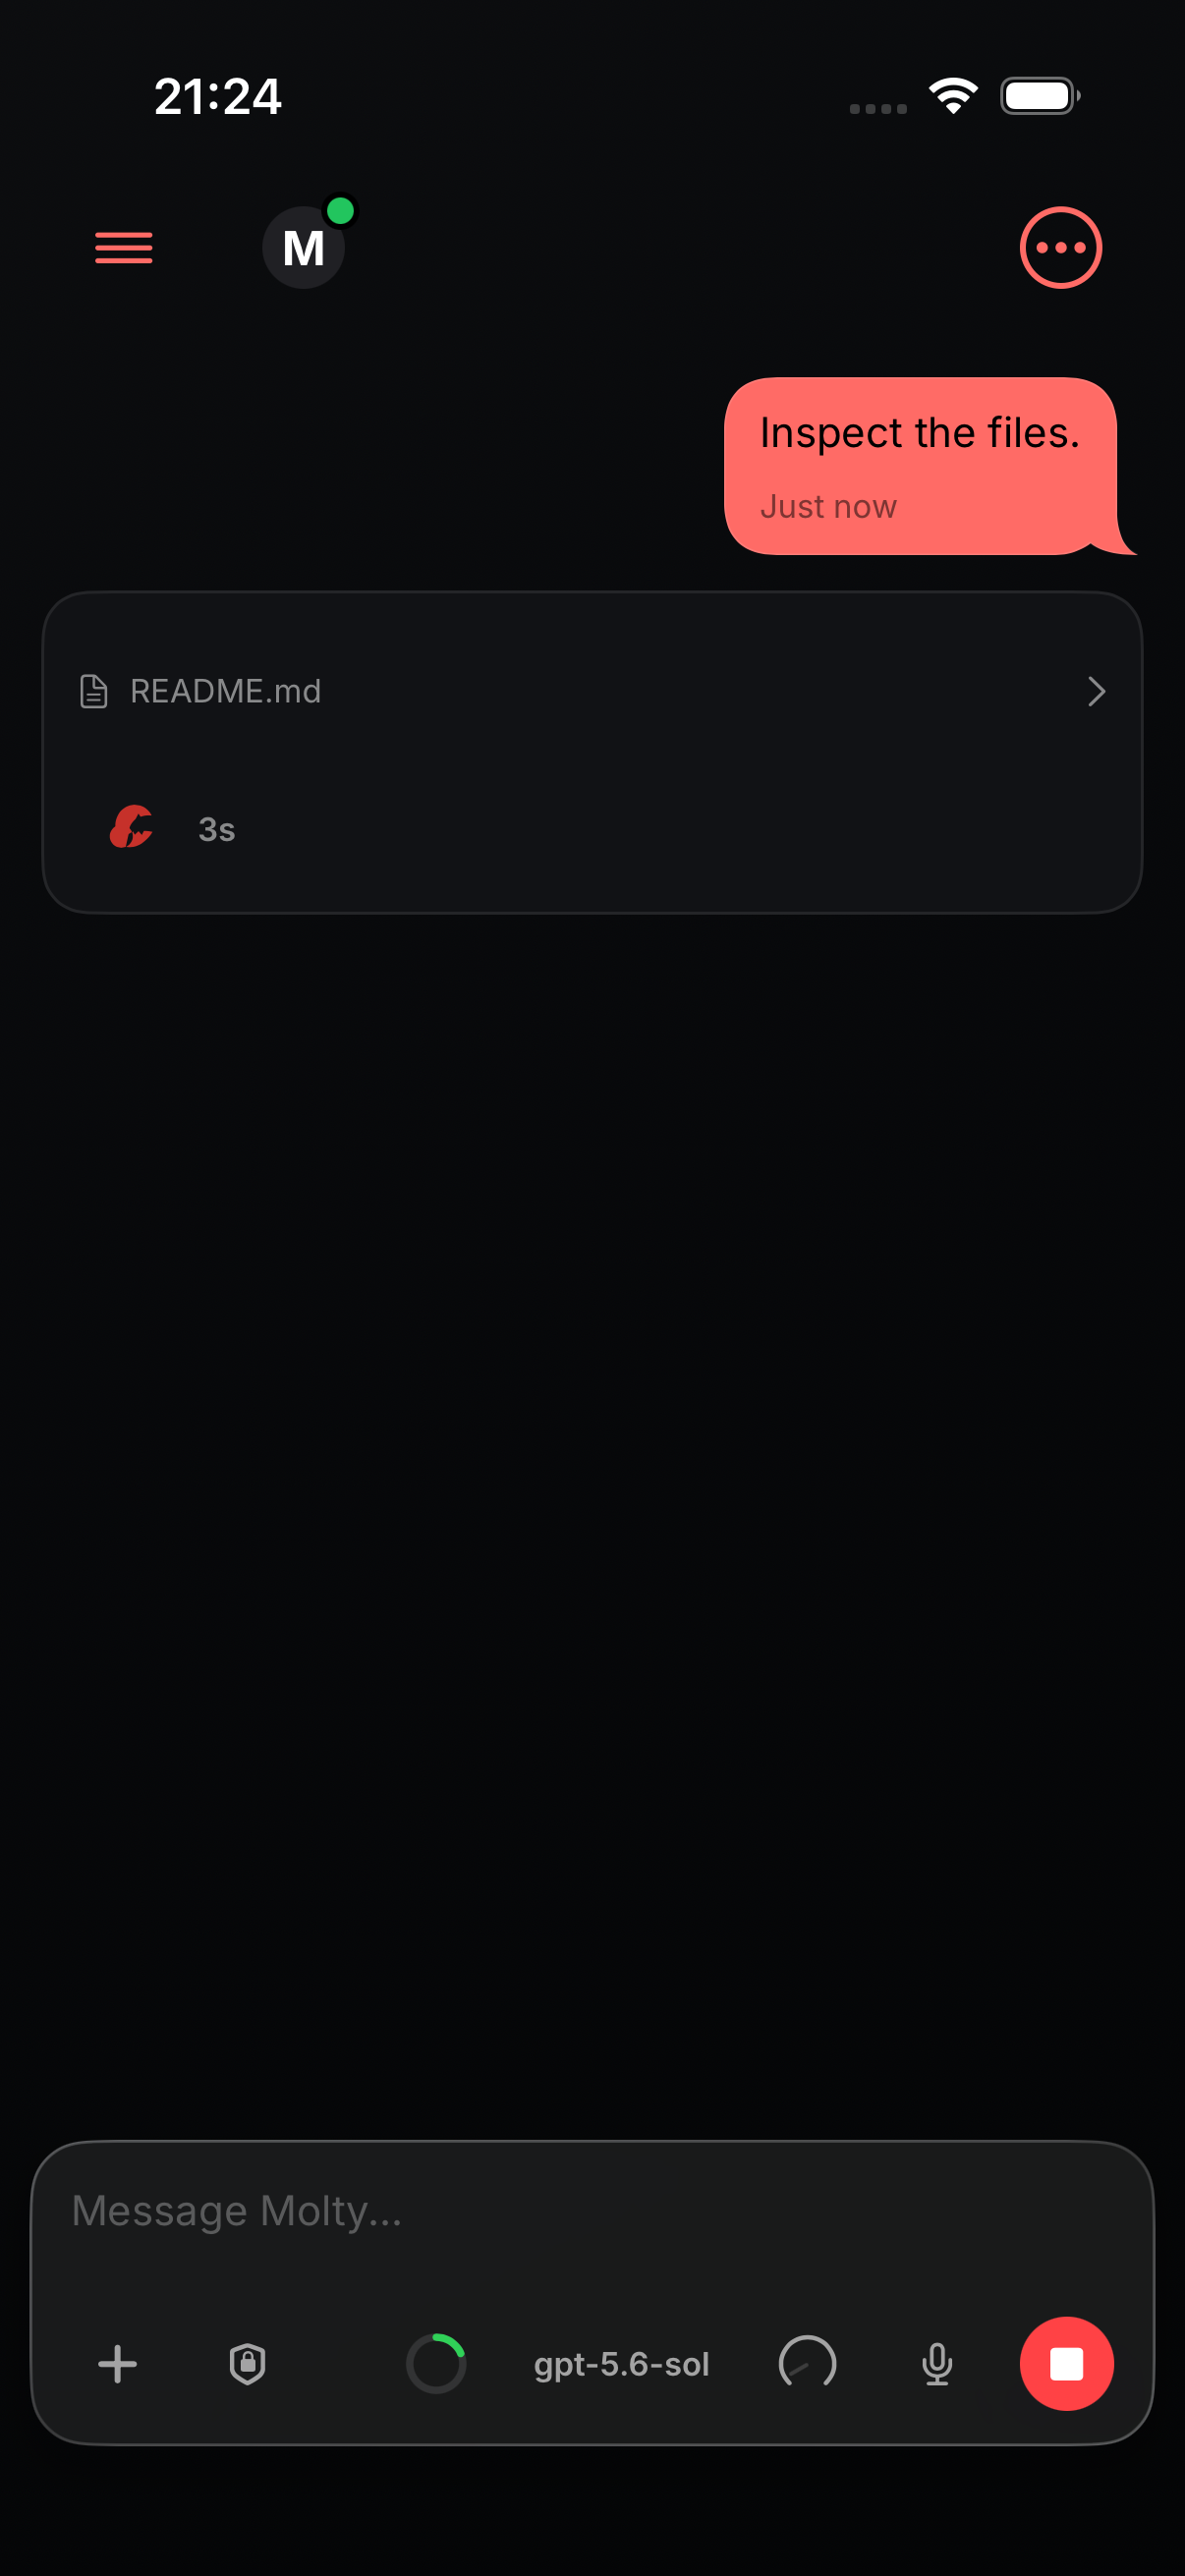 21:24
M
Inspect the files.
Just now
README.md
3s
Message Molty...
gpt-5.6-sol